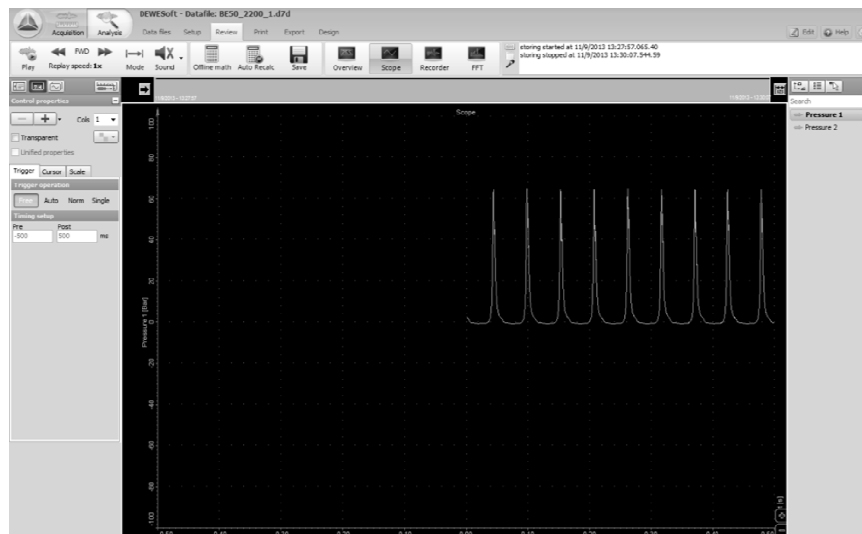 DEWESoft - Datafile: BE50_2200_1.d7d
Acquisition Analysis Data files Setup Review Print Export Design
Edit Help
Play
FWD
Replay speed: 1x
Mode Sound Offline math Auto Recalc. Save Overview Scope Recorder FFT
storing started at 11/9/2013 13:27:57.065.40
storing stopped at 11/9/2013 13:30:07.544.59
Control properties
Cols 1
Transparent
Unified properties
Trigger Cursor Scale
Trigger operation
Free Auto Norm Single
Timing setup
Pre Post
-500 500 ms
Scope
100
80
60
40
20
0
-20
-40
-60
-80
-100
Pressure 1 [Bar]
t [s]
Search
Pressure 1
Pressure 2